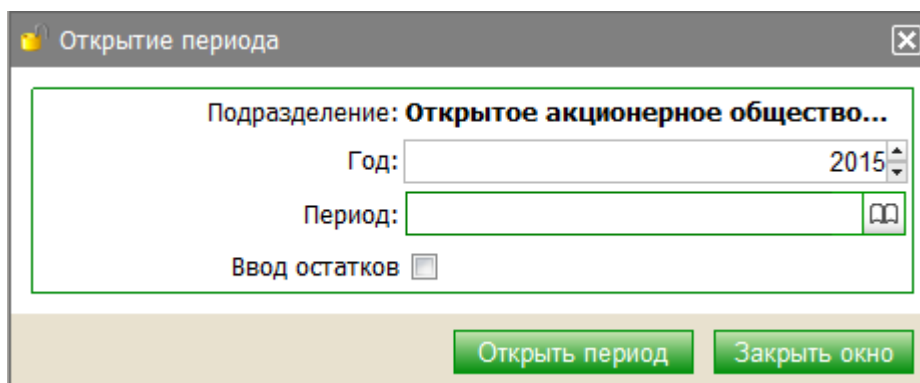 Открытие периода
Подразделение: Открытое акционерное общество...
Год: 2015
Период:
Ввод остатков
Открыть период Закрыть окно